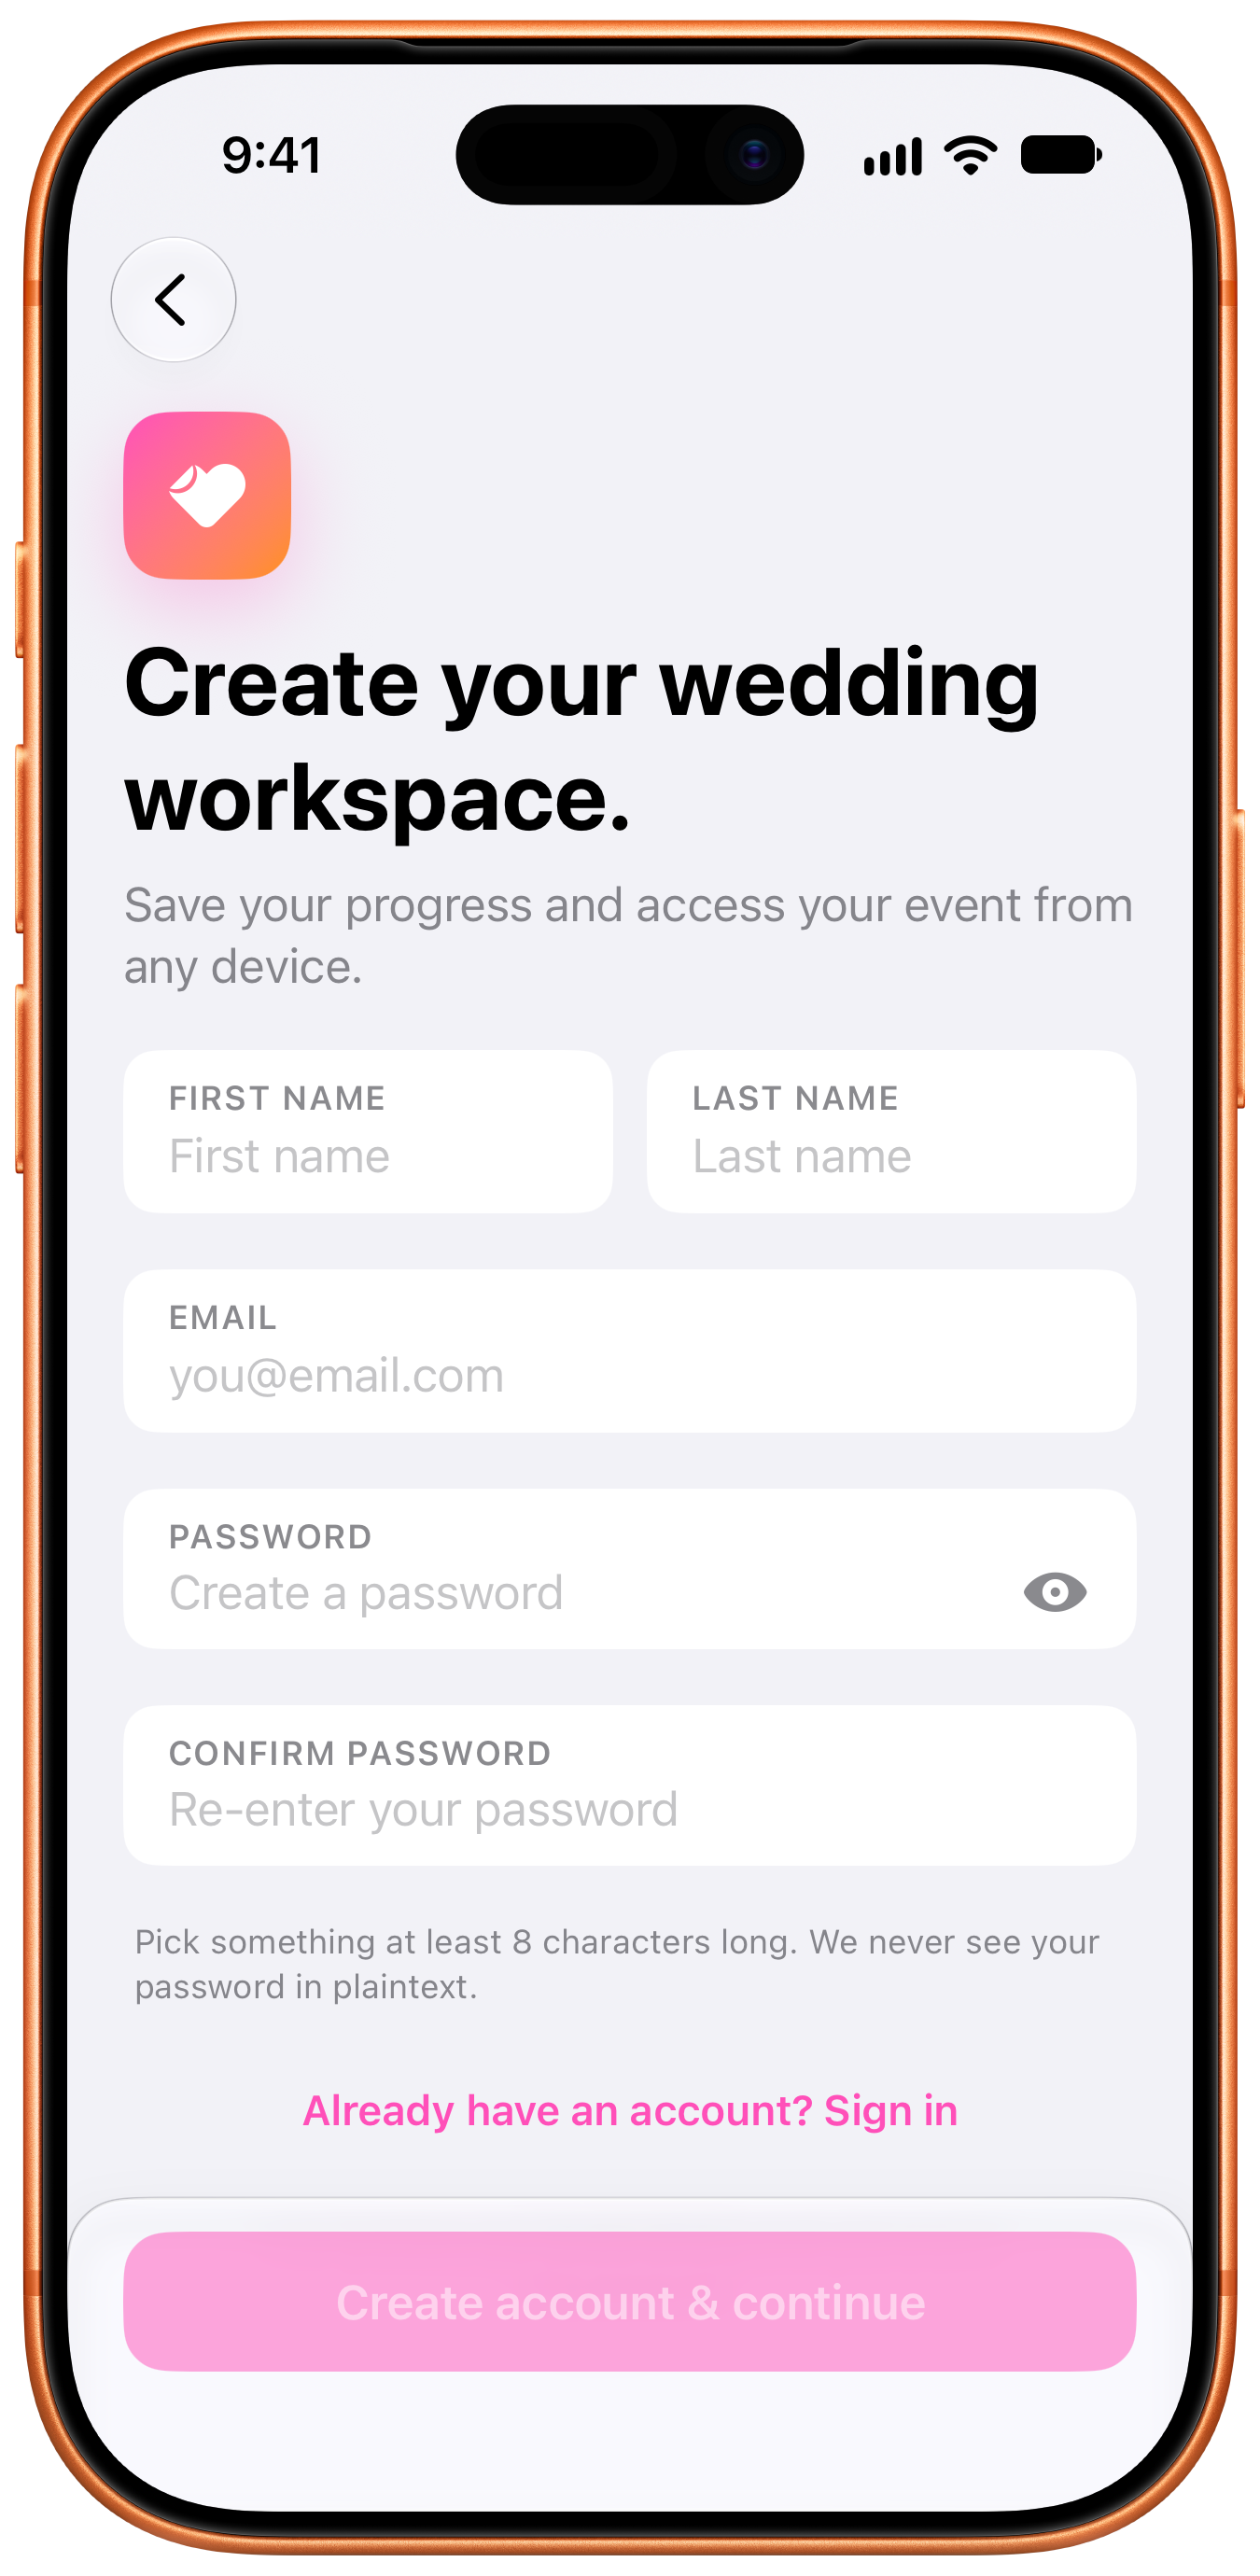 9:41
Create your wedding
workspace.
Save your progress and access your event from
any device.
FIRST NAME
First name
LAST NAME
Last name
EMAIL
you@email.com
PASSWORD
Create a password
CONFIRM PASSWORD
Re-enter your password
Pick something at least 8 characters long. We never see your
password in plaintext.
Already have an account? Sign in
Create account & continue